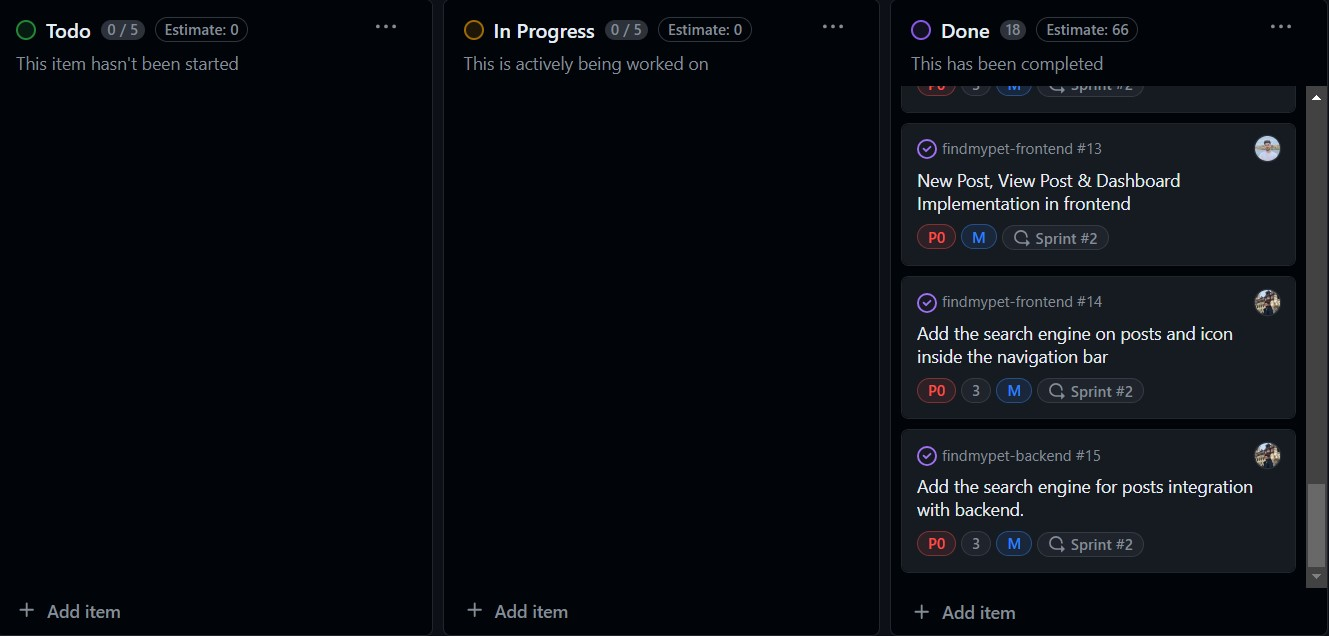 Todo 0 / 5 Estimate: 0
This item hasn't been started
+ Add item
In Progress 0 / 5 Estimate: 0
This is actively being worked on
+ Add item
Done 18 Estimate: 66
This has been completed
P0 3 M Sprint #2
findmypet-frontend #13
New Post, View Post & Dashboard
Implementation in frontend
P0 M Sprint #2
findmypet-frontend #14
Add the search engine on posts and icon
inside the navigation bar
P0 3 M Sprint #2
findmypet-backend #15
Add the search engine for posts integration
with backend.
P0 3 M Sprint #2
+ Add item